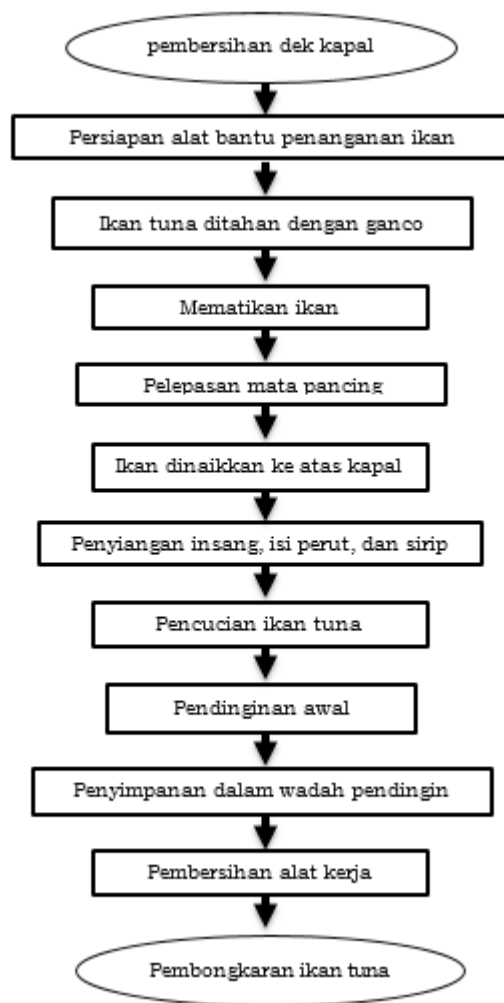 pembersihan dek kapal
Persiapan alat bantu penanganan ikan
Ikan tuna ditahan dengan ganco
Mematikan ikan
Pelepasan mata pancing
Ikan dinaikkan ke atas kapal
Penyiangan insang, isi perut, dan sirip
Pencucian ikan tuna
Pendinginan awal
Penyimpanan dalam wadah pendingin
Pembersihan alat kerja
Pembongkaran ikan tuna